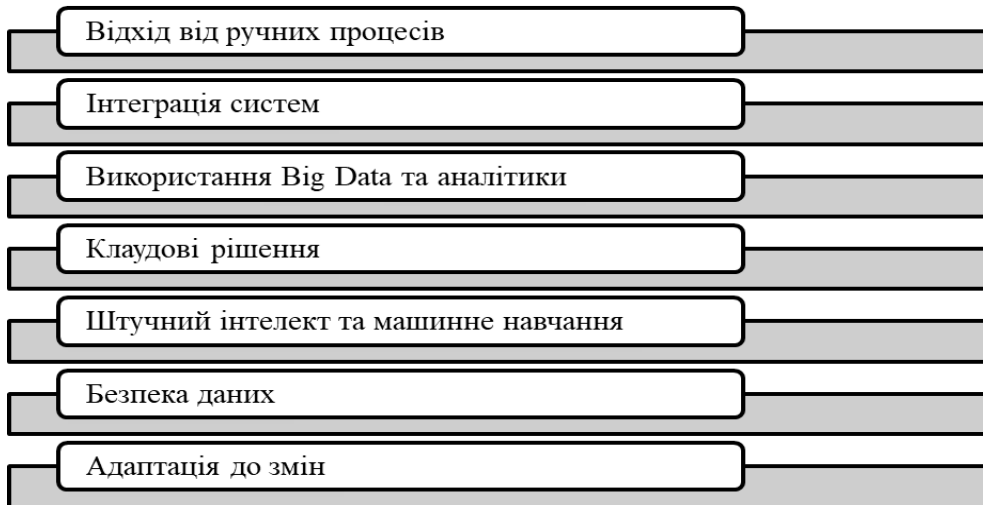 Відхід від ручних процесів
Інтеграція систем
Використання Big Data та аналітики
Клаудові рішення
Штучний інтелект та машинне навчання
Безпека даних
Адаптація до змін